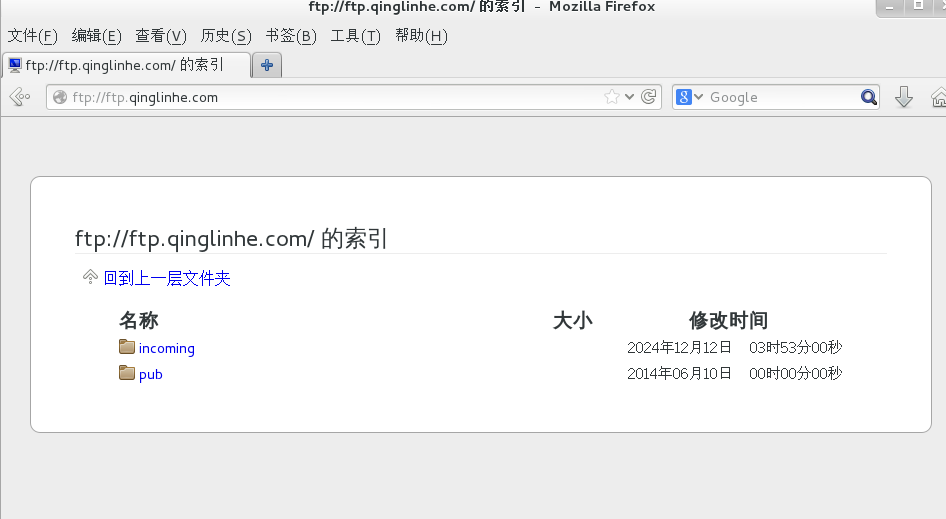 ftp://ftp.qinglinhe.com/ 的索引 - Mozilla Firefox
文件(F) 编辑(E) 查看(V) 历史(S) 书签(B) 工具(T) 帮助(H)
ftp://ftp.qinglinhe.com/ 的索引
ftp://ftp.qinglinhe.com Google
ftp://ftp.qinglinhe.com/ 的索引
回到上一层文件夹
名称 大小 修改时间
incoming 2024年12月12日 03时53分00秒
pub 2014年06月10日 00时00分00秒